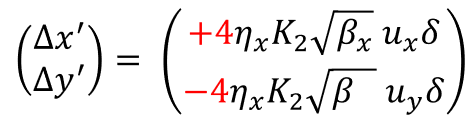 (Δx′ Δy′) = (+4η_x K_2 √β_x u_x δ
−4η_x K_2 √β u_y δ)